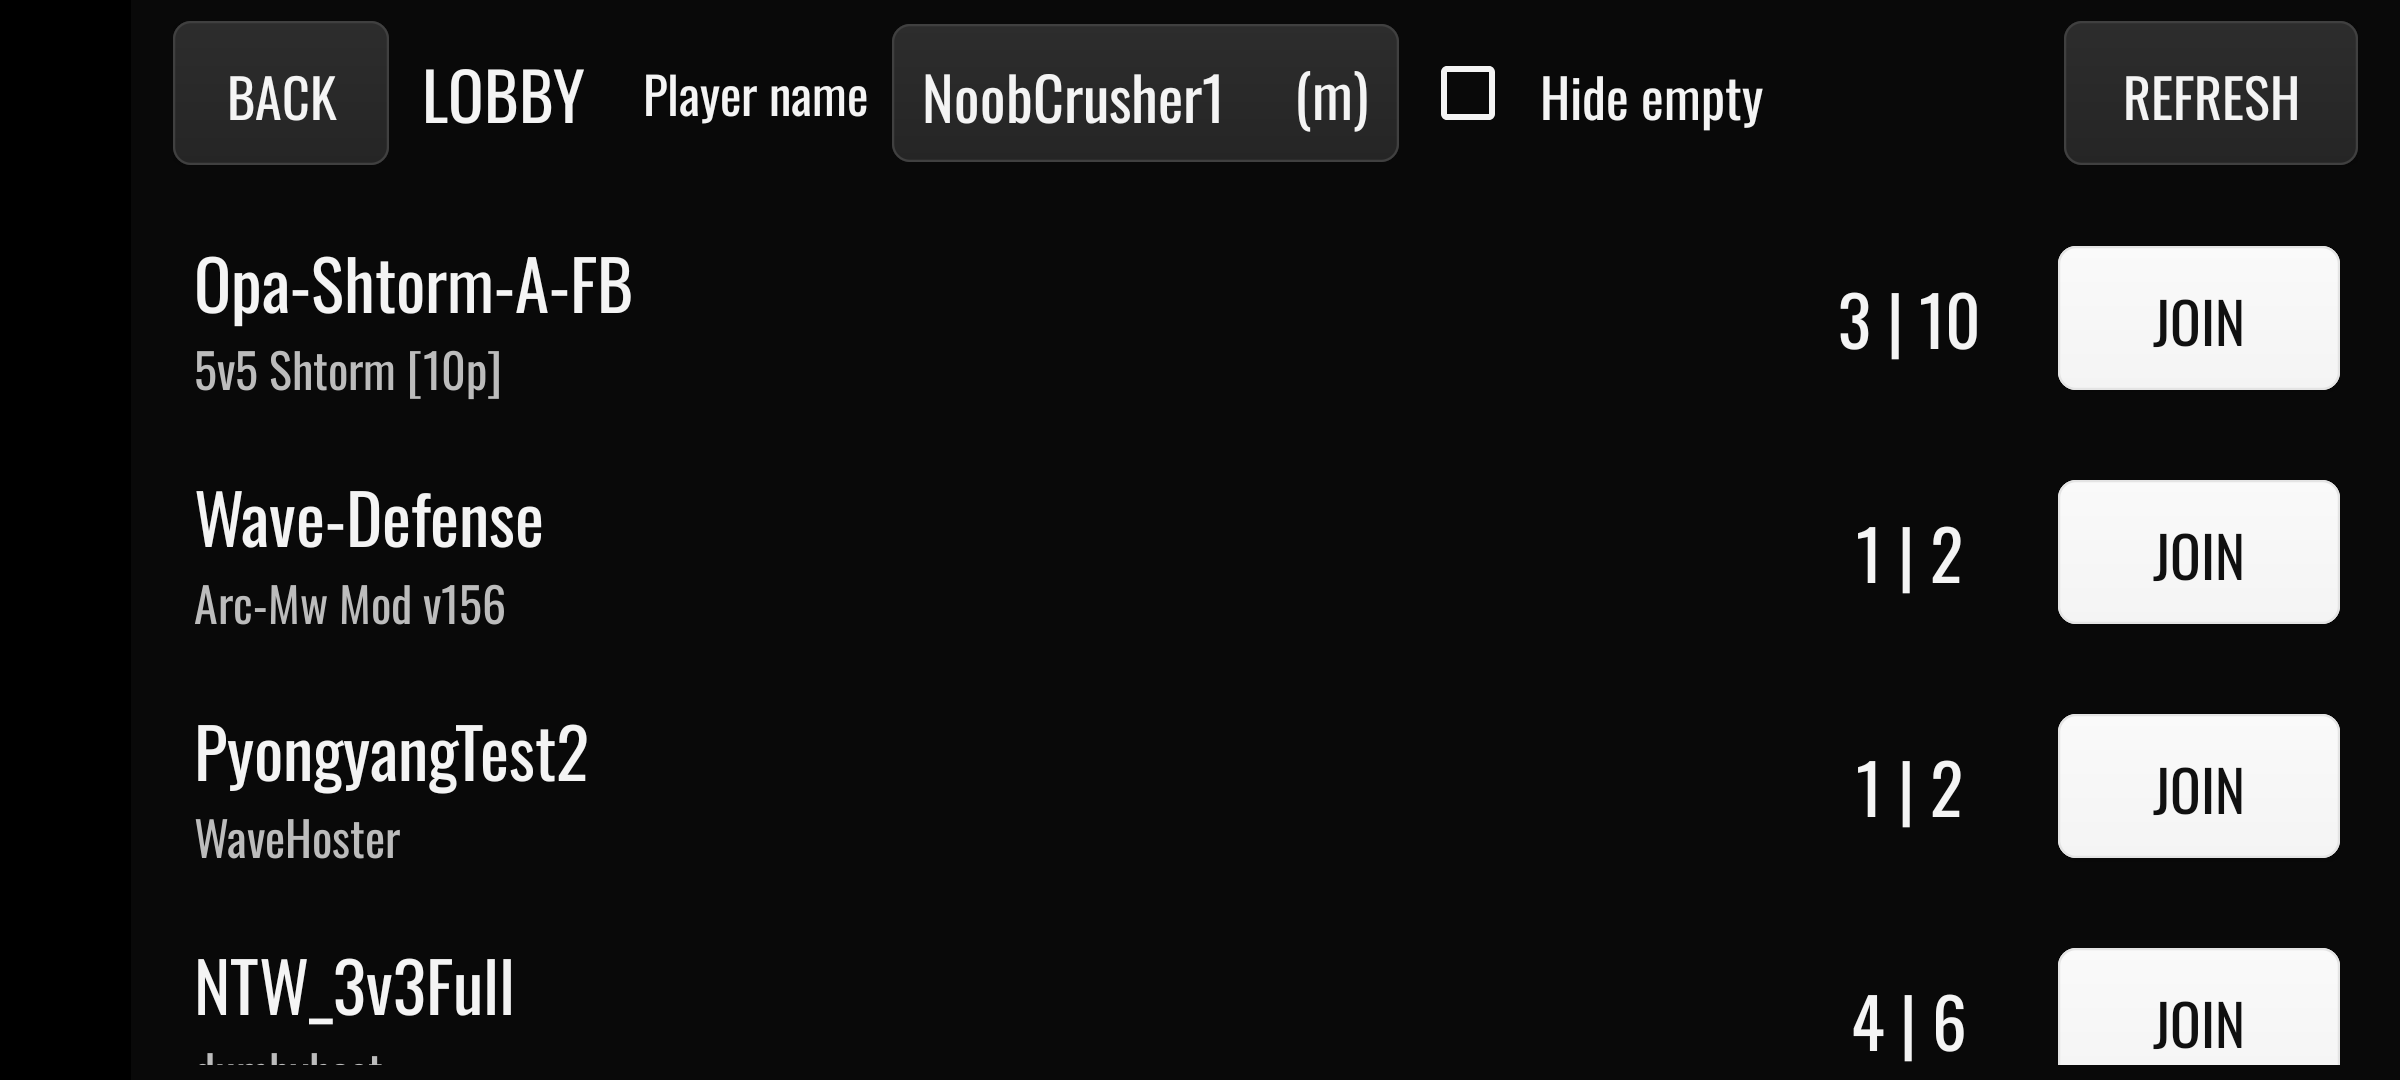 BACK LOBBY Player name NoobCrusher1 (m) Hide empty REFRESH
Opa-Shtorm-A-FB
5v5 Shtorm [10p]
3 | 10 JOIN
Wave-Defense
Arc-Mw Mod v156
1 | 2 JOIN
PyongyangTest2
WaveHoster
1 | 2 JOIN
NTW_3v3Full
4 | 6 JOIN